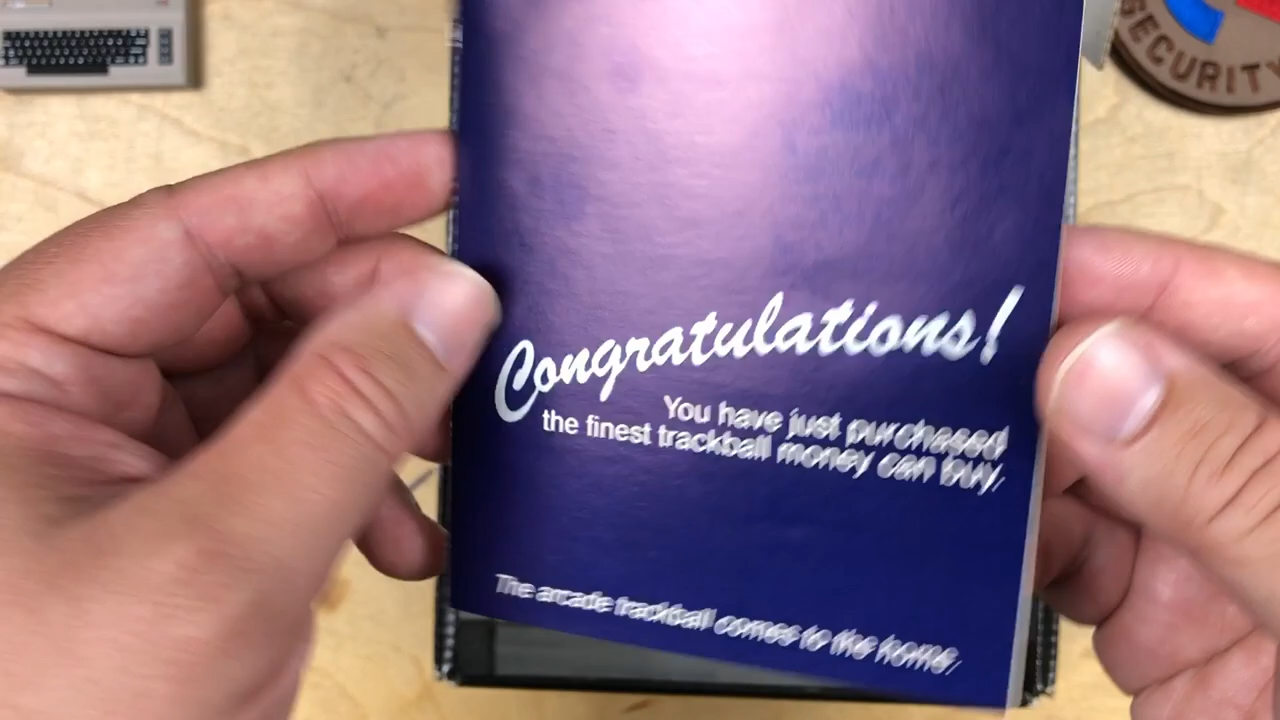 SECURITY
Congratulations!
You have just purchased
the finest trackball money can buy.
The arcade trackball comes to the home.